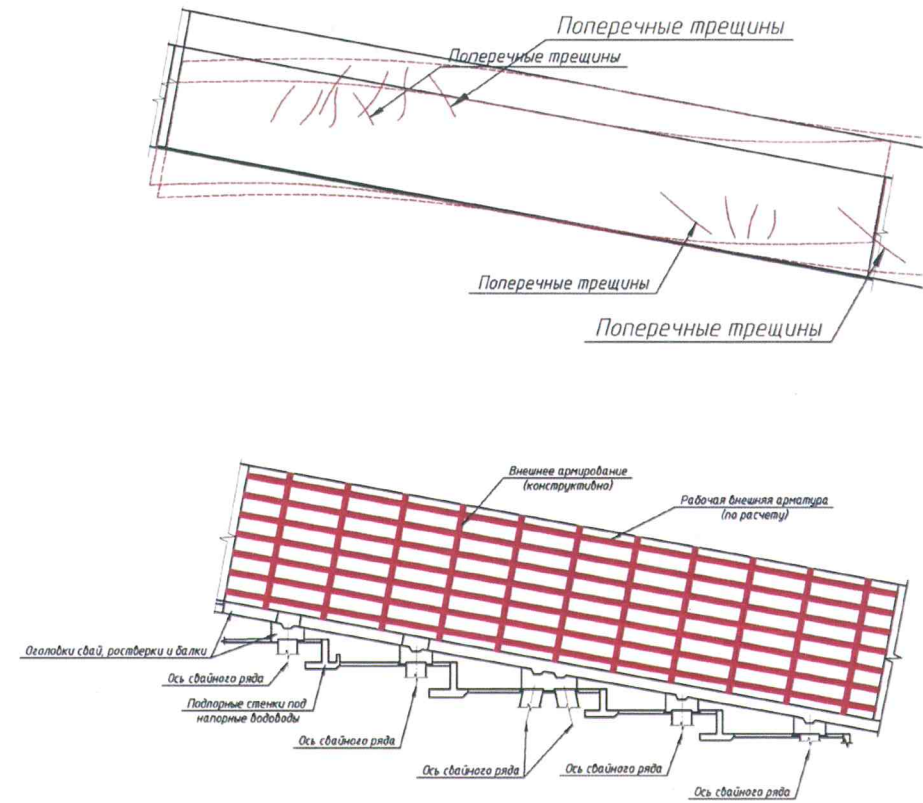 Поперечные трещины
Поперечные трещины
Поперечные трещины
Поперечные трещины
Внешнее армирование
(конструктивно)
Рабочая внешняя арматура
(по расчету)
Оголовки свай, ростверки и балки
Ось свайного ряда
Подпорные стенки под
напорные водоводы
Ось свайного ряда
Ось свайного ряда
Ось свайного ряда
Ось свайного ряда